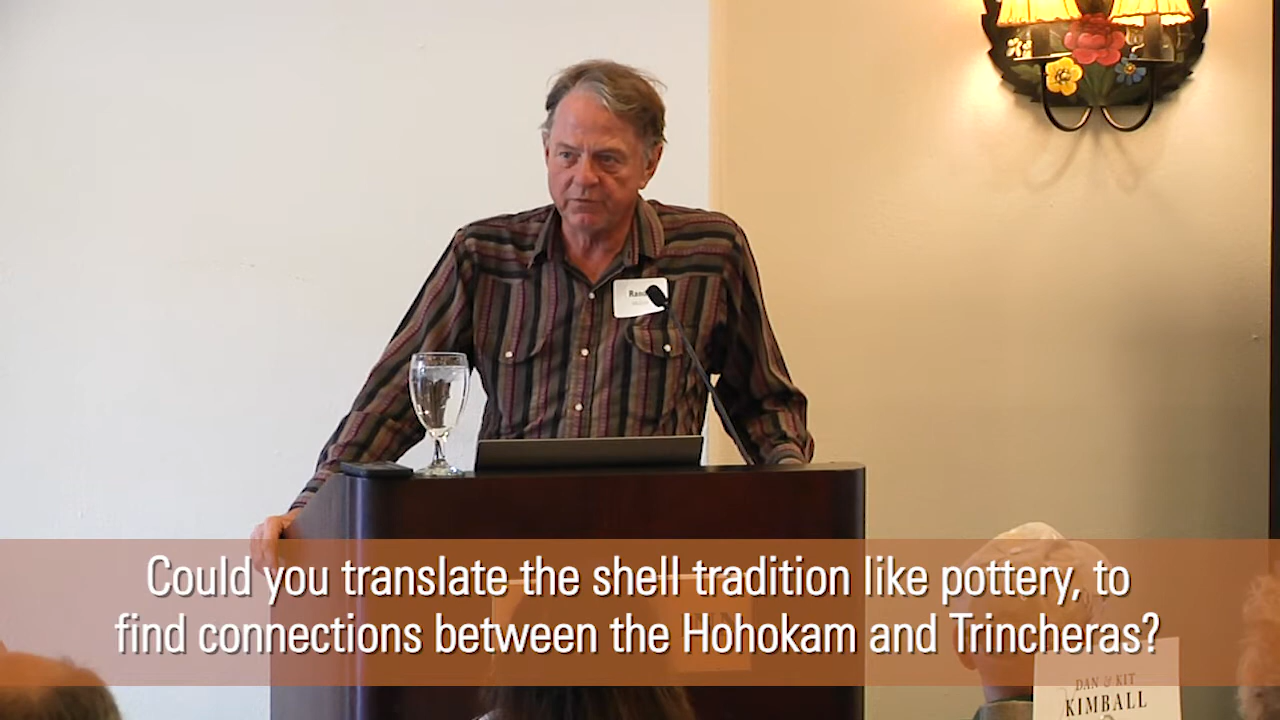 Could you translate the shell tradition like pottery, to
find connections between the Hohokam and Trincheras?
DAN & KIT
KIMBALL